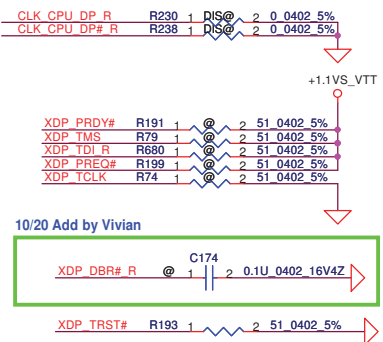 CLK_CPU_DP_R R230 1 DIS@ 2 0_0402_5%
CLK_CPU_DP#_R R238 1 DIS@ 2 0_0402_5%
+1.1VS_VTT
XDP_PRDY# R191 1 @ 2 51_0402_5%
XDP_TMS R79 1 @ 2 51_0402_5%
XDP_TDI_R R680 1 @ 2 51_0402_5%
XDP_PREQ# R199 1 @ 2 51_0402_5%
XDP_TCLK R74 1 @ 2 51_0402_5%
10/20 Add by Vivian
C174
XDP_DBR#_R @ 1 2 0.1U_0402_16V4Z
XDP_TRST# R193 1 2 51_0402_5%